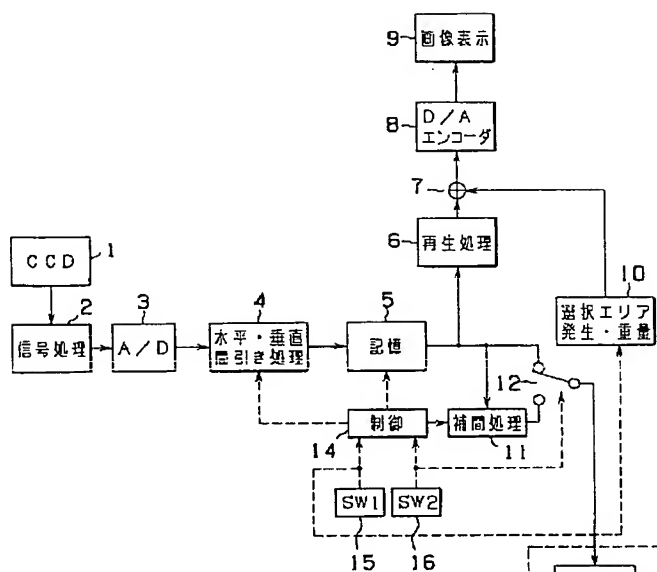 9
画像表示
8
D/A
エンコーダ
7
6
再生処理
1
CCD
2
信号処理
3
A/D
4
水平・垂直
間引き処理
5
記憶
10
選択エリア
発生・重量
12
14
制御
補間処理
11
SW1
SW2
15
16